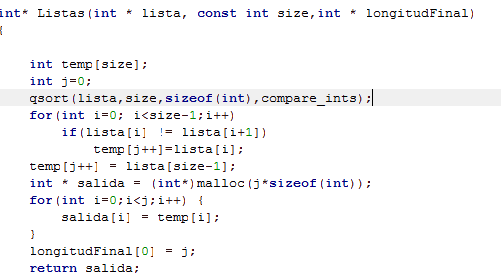 int* Listas(int * lista, const int size,int * longitudFinal)
{
int temp[size];
int j=0;
qsort(lista,size,sizeof(int),compare_ints);
for(int i=0; i<size-1;i++)
if(lista[i] != lista[i+1])
temp[j++]=lista[i];
temp[j++] = lista[size-1];
int * salida = (int*)malloc(j*sizeof(int));
for(int i=0;i<j;i++) {
salida[i] = temp[i];
}
longitudFinal[0] = j;
return salida;